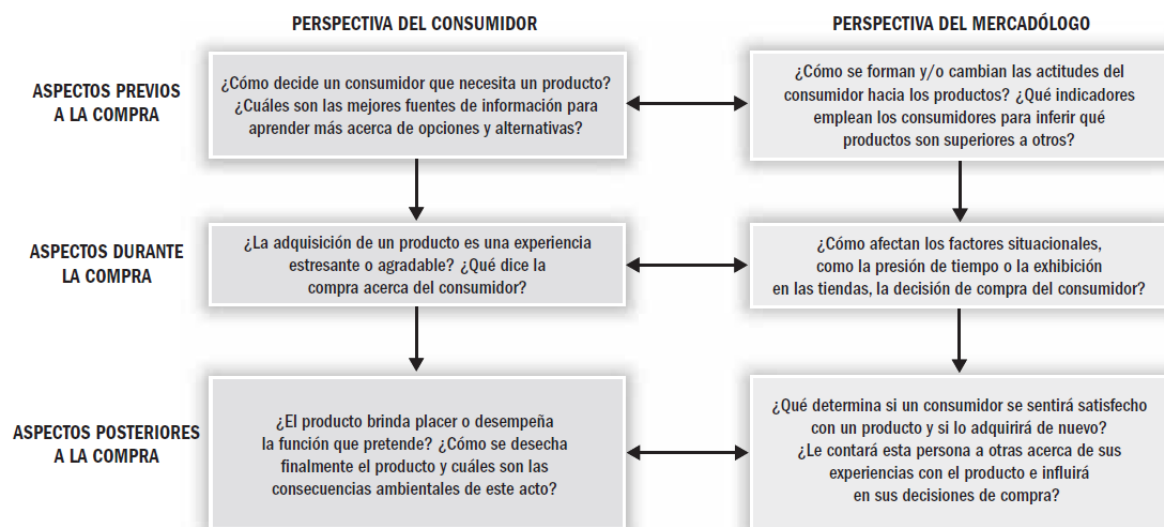 PERSPECTIVA DEL CONSUMIDOR
PERSPECTIVA DEL MERCADÓLOGO
ASPECTOS PREVIOS
A LA COMPRA
¿Cómo decide un consumidor que necesita un producto?
¿Cuáles son las mejores fuentes de información para
aprender más acerca de opciones y alternativas?
¿Cómo se forman y/o cambian las actitudes del
consumidor hacia los productos? ¿Qué indicadores
emplean los consumidores para inferir qué
productos son superiores a otros?
ASPECTOS DURANTE
LA COMPRA
¿La adquisición de un producto es una experiencia
estresante o agradable? ¿Qué dice la
compra acerca del consumidor?
¿Cómo afectan los factores situacionales,
como la presión de tiempo o la exhibición
en las tiendas, la decisión de compra del consumidor?
ASPECTOS POSTERIORES
A LA COMPRA
¿El producto brinda placer o desempeña
la función que pretende? ¿Cómo se desecha
finalmente el producto y cuáles son las
consecuencias ambientales de este acto?
¿Qué determina si un consumidor se sentirá satisfecho
con un producto y si lo adquirirá de nuevo?
¿Le contará esta persona a otras acerca de sus
experiencias con el producto e influirá
en sus decisiones de compra?